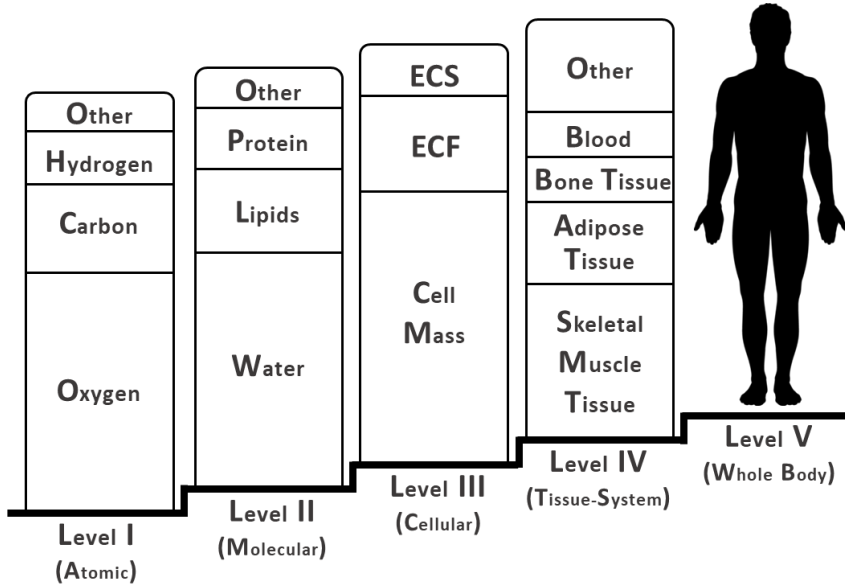 Other
Hydrogen
Carbon
Oxygen
Level I
(Atomic)
Other
Protein
Lipids
Water
Level II
(Molecular)
ECS
ECF
Cell
Mass
Level III
(Cellular)
Other
Blood
Bone Tissue
Adipose
Tissue
Skeletal
Muscle
Tissue
Level IV
(Tissue-System)
Level V
(Whole Body)